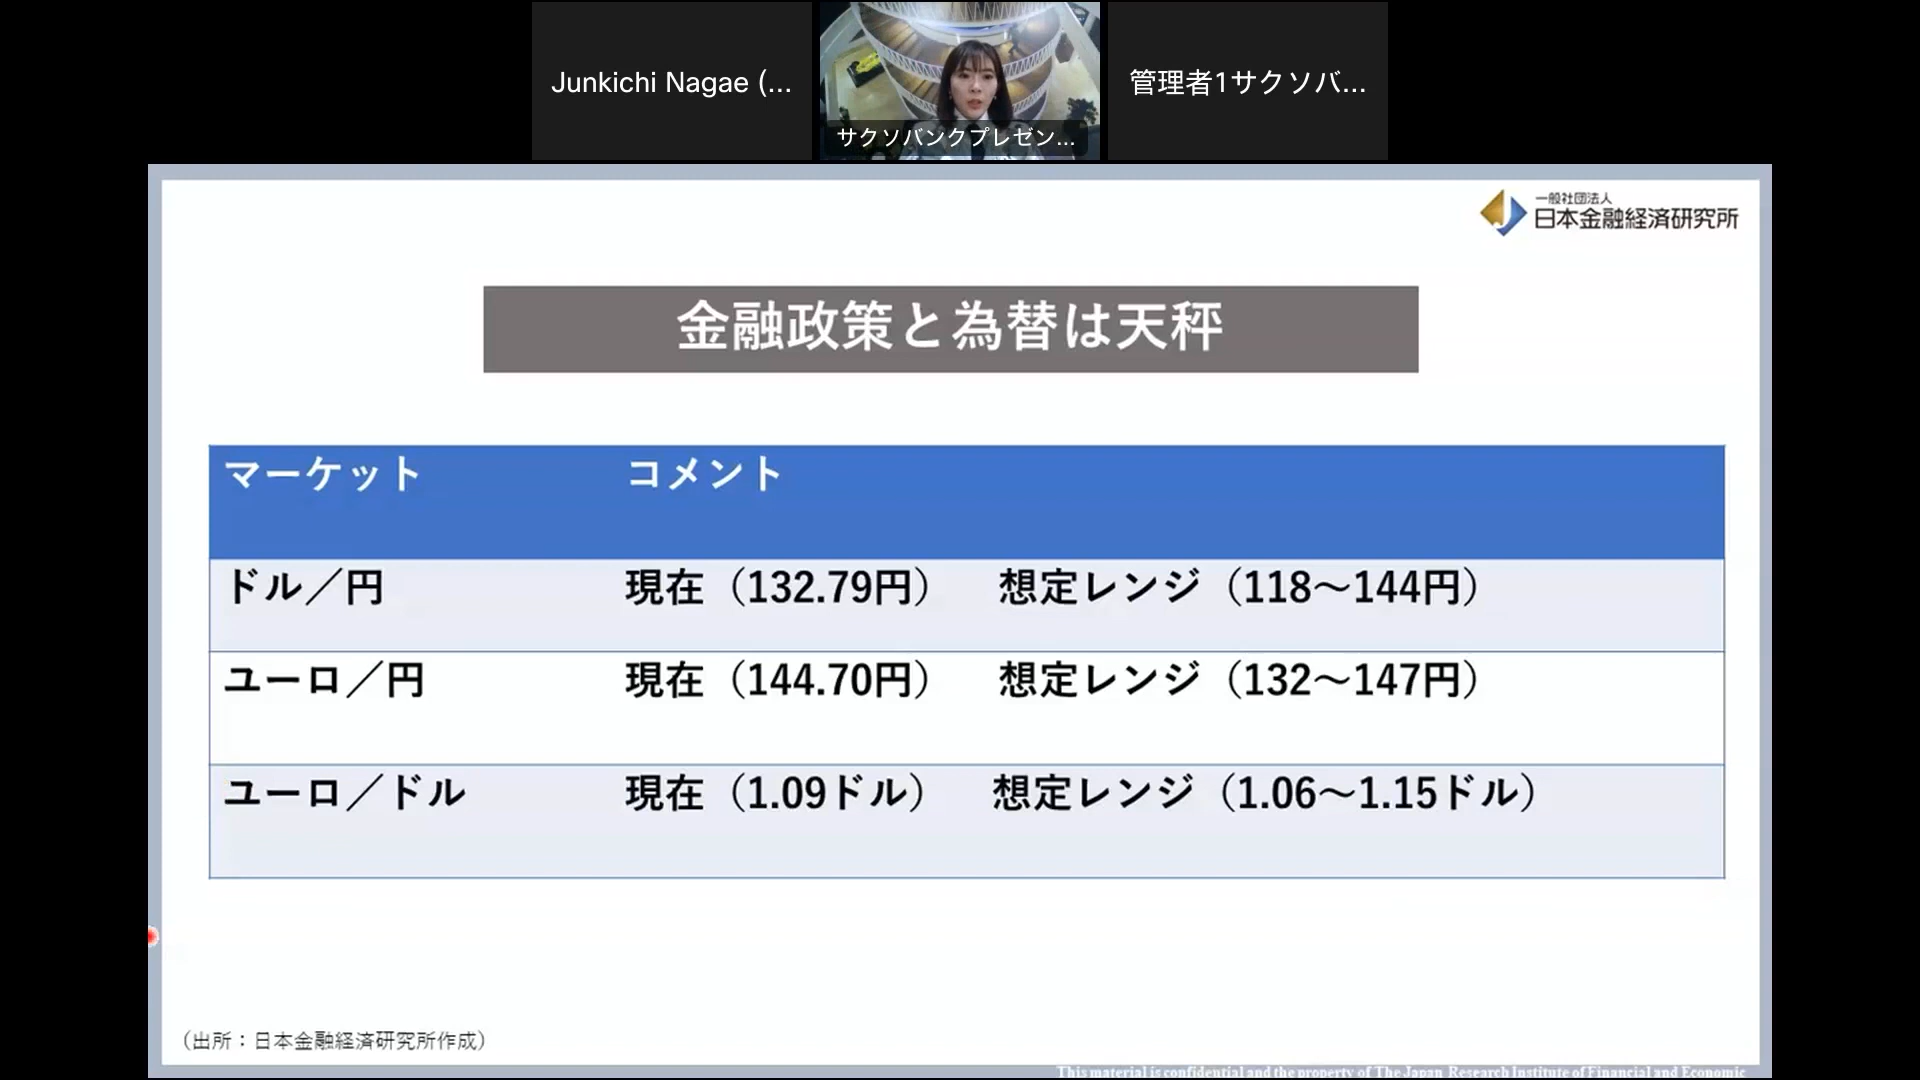 Junkichi Nagae (...
サクソバンクプレゼン...
管理者1サクソバ...
一般社団法人
日本金融経済研究所
金融政策と為替は天秤
マーケット コメント
ドル／円 現在（132.79円） 想定レンジ（118～144円）
ユーロ／円 現在（144.70円） 想定レンジ（132～147円）
ユーロ／ドル 現在（1.09ドル） 想定レンジ（1.06～1.15ドル）
（出所：日本金融経済研究所作成）
This material is confidential and the property of The Japan Research Institute of Financial and Economic